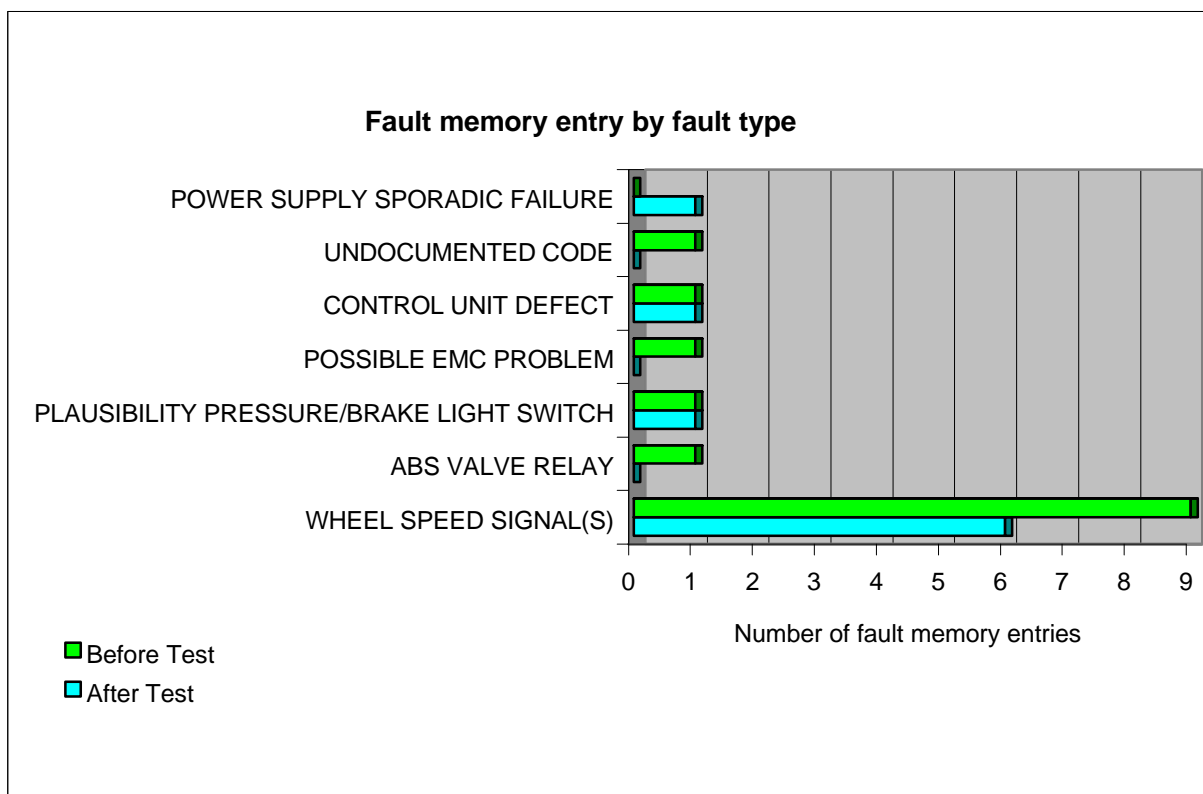 Fault memory entry by fault type
POWER SUPPLY SPORADIC FAILURE
UNDOCUMENTED CODE
CONTROL UNIT DEFECT
POSSIBLE EMC PROBLEM
PLAUSIBILITY PRESSURE/BRAKE LIGHT SWITCH
ABS VALVE RELAY
WHEEL SPEED SIGNAL(S)
0 1 2 3 4 5 6 7 8 9
Number of fault memory entries
Before Test
After Test